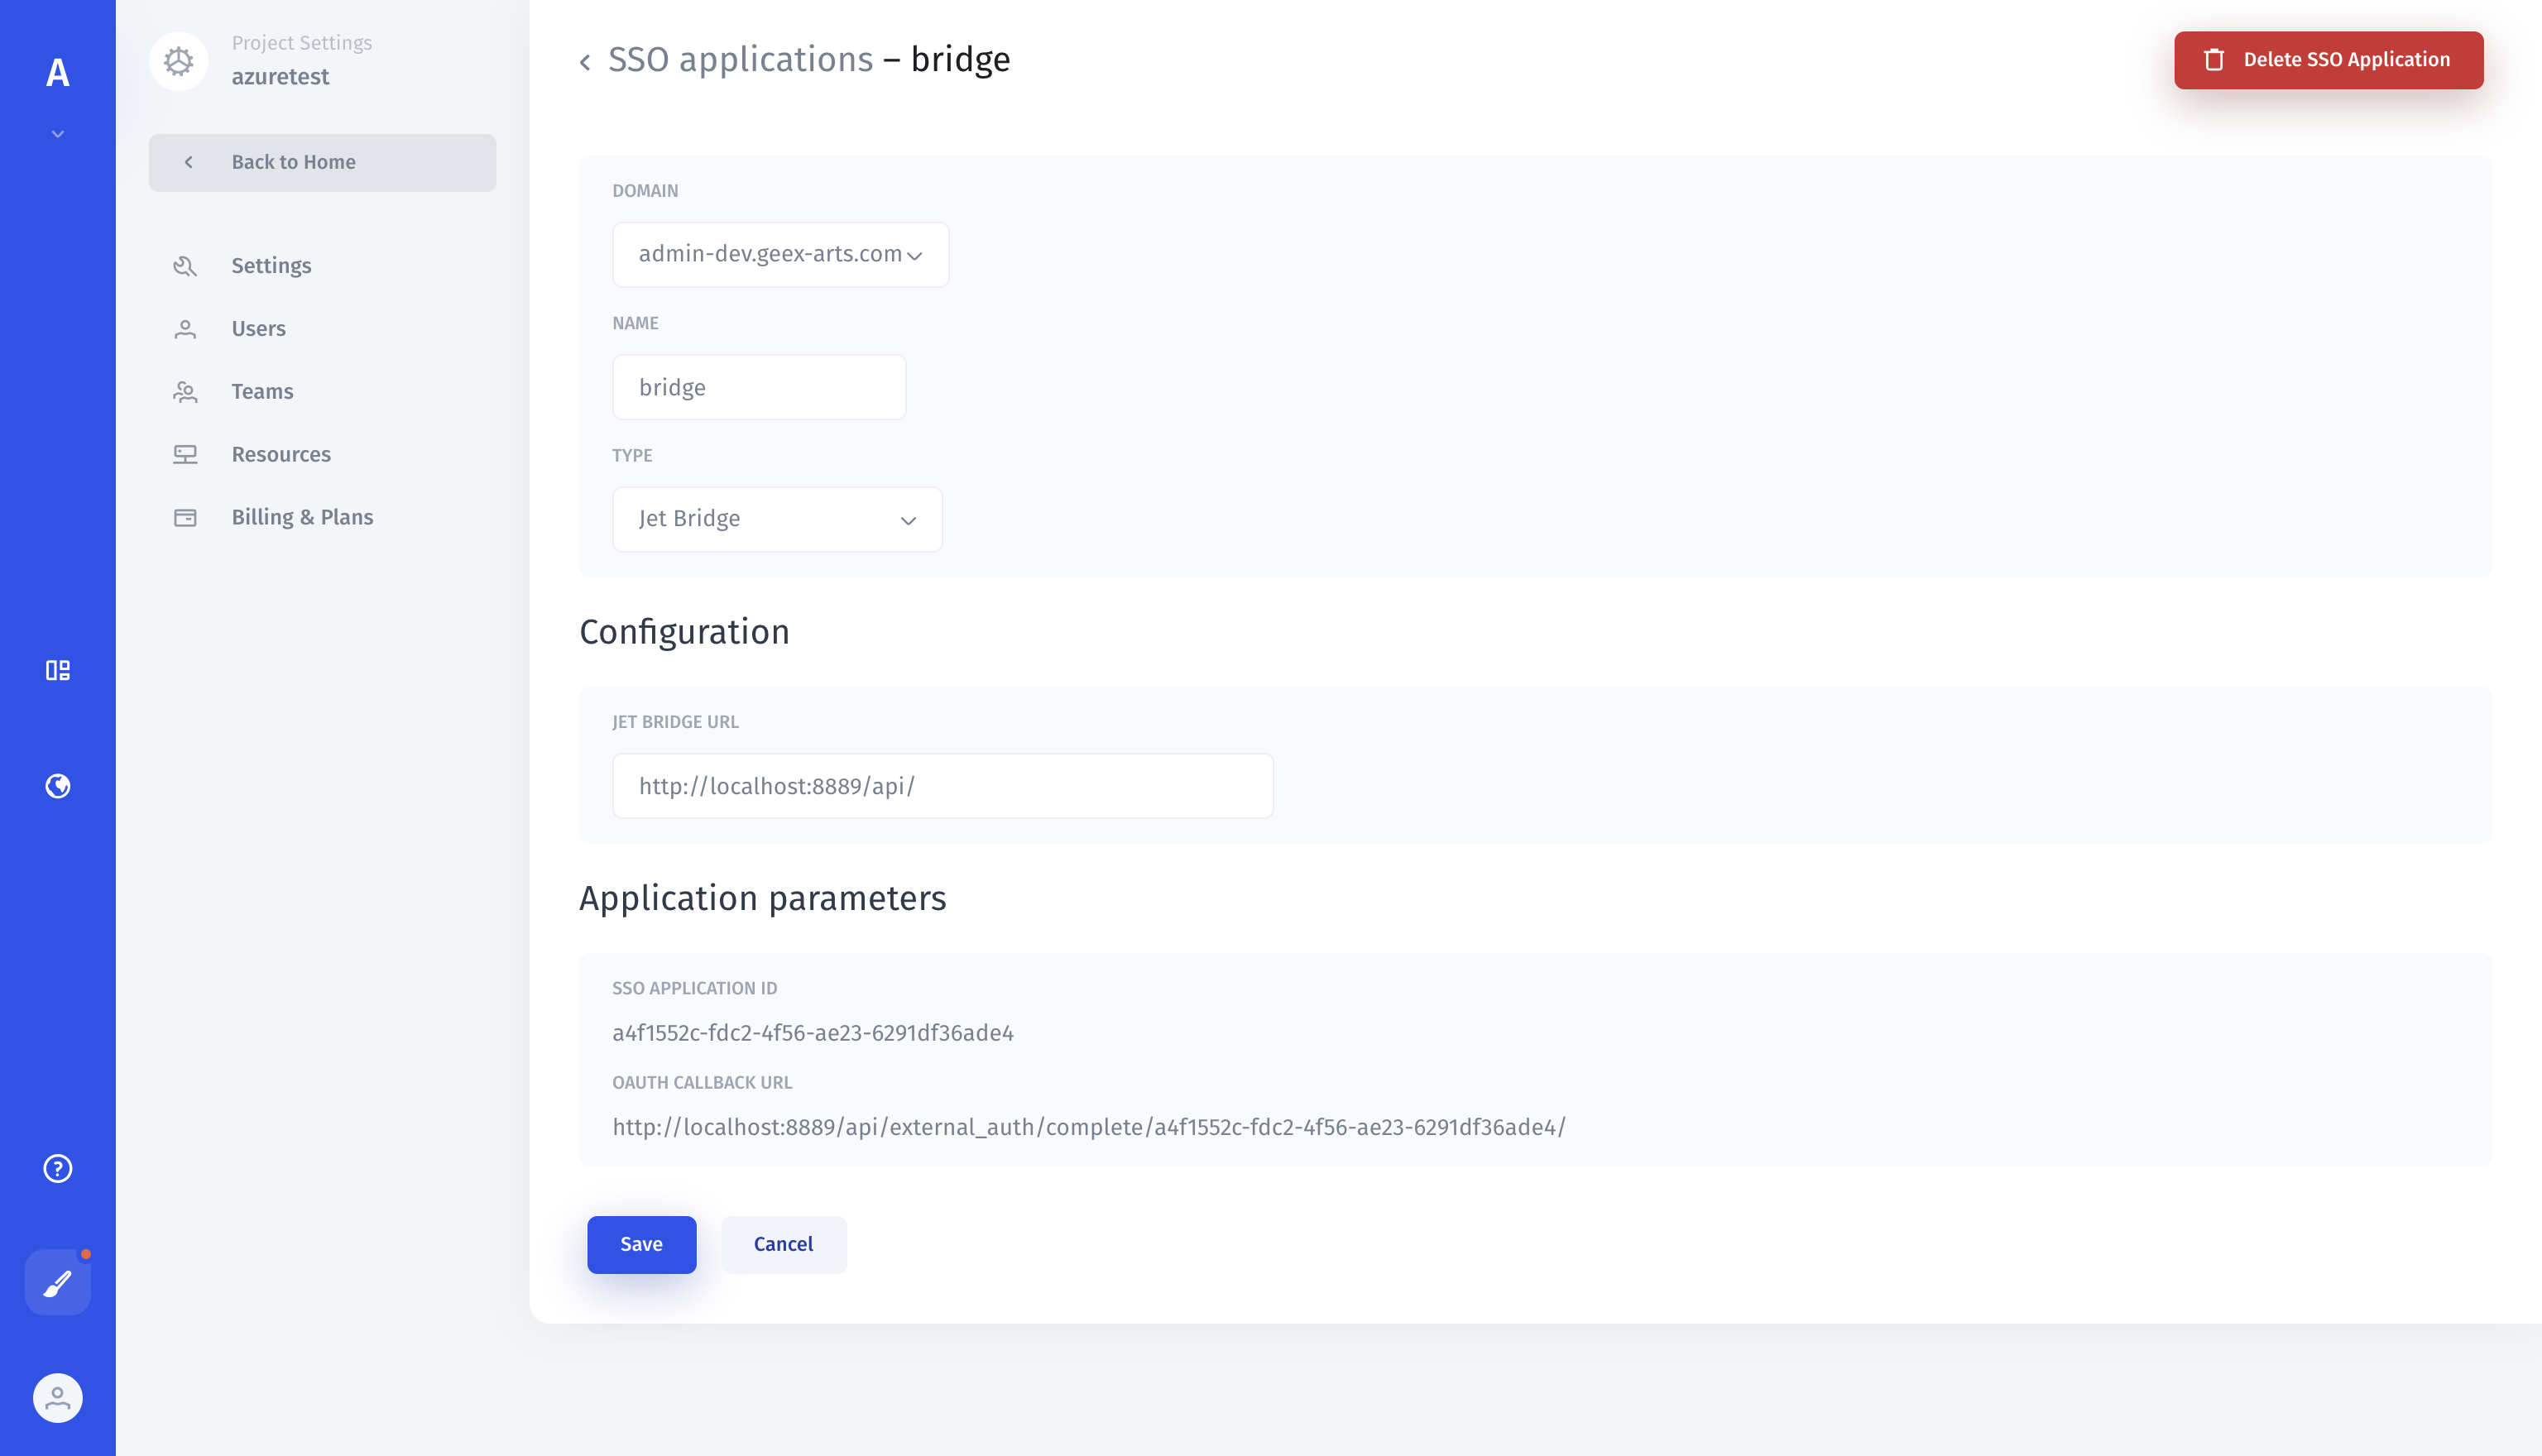 A
Project Settings
azuretest
Back to Home
Settings
Users
Teams
Resources
Billing & Plans
SSO applications – bridge
Delete SSO Application
DOMAIN
admin-dev.geex-arts.com
NAME
bridge
TYPE
Jet Bridge
Configuration
JET BRIDGE URL
http://localhost:8889/api/
Application parameters
SSO APPLICATION ID
a4f1552c-fdc2-4f56-ae23-6291df36ade4
OAUTH CALLBACK URL
http://localhost:8889/api/external_auth/complete/a4f1552c-fdc2-4f56-ae23-6291df36ade4/
Save
Cancel
?